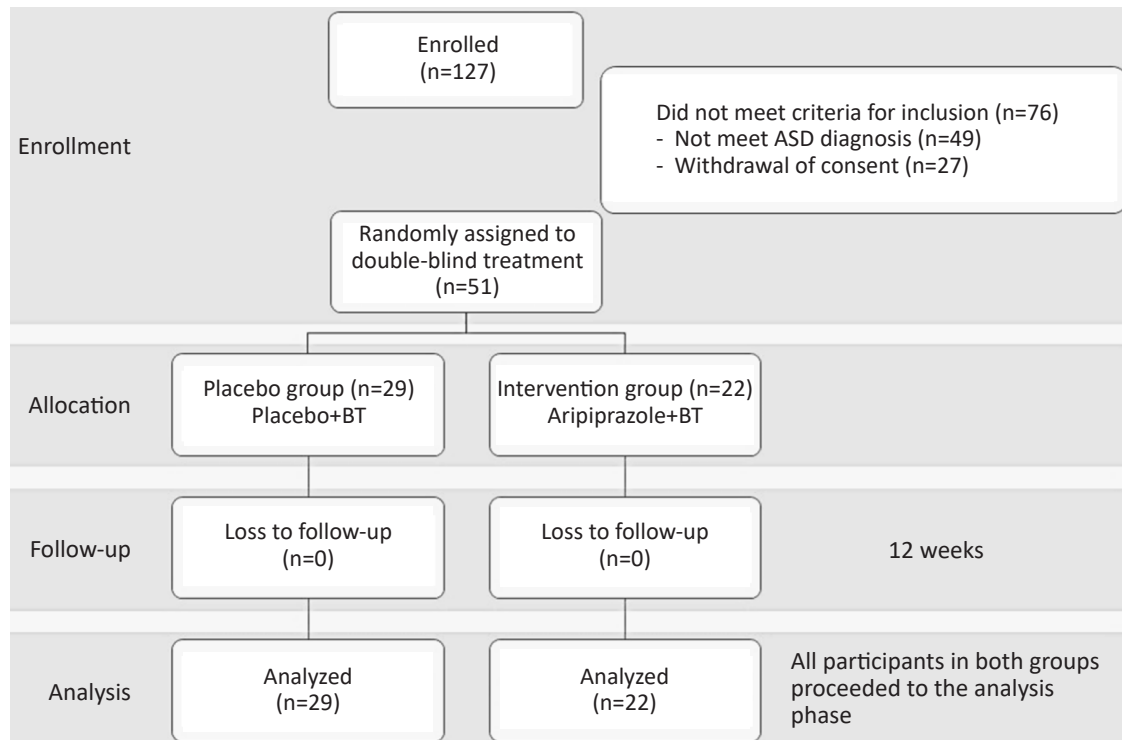 Enrolled
(n=127)
Did not meet criteria for inclusion (n=76)
- Not meet ASD diagnosis (n=49)
- Withdrawal of consent (n=27)
Enrollment
Randomly assigned to
double-blind treatment
(n=51)
Allocation
Placebo group (n=29)
Placebo+BT
Intervention group (n=22)
Aripiprazole+BT
Follow-up
Loss to follow-up
(n=0)
Loss to follow-up
(n=0)
12 weeks
Analysis
Analyzed
(n=29)
Analyzed
(n=22)
All participants in both groups
proceeded to the analysis
phase